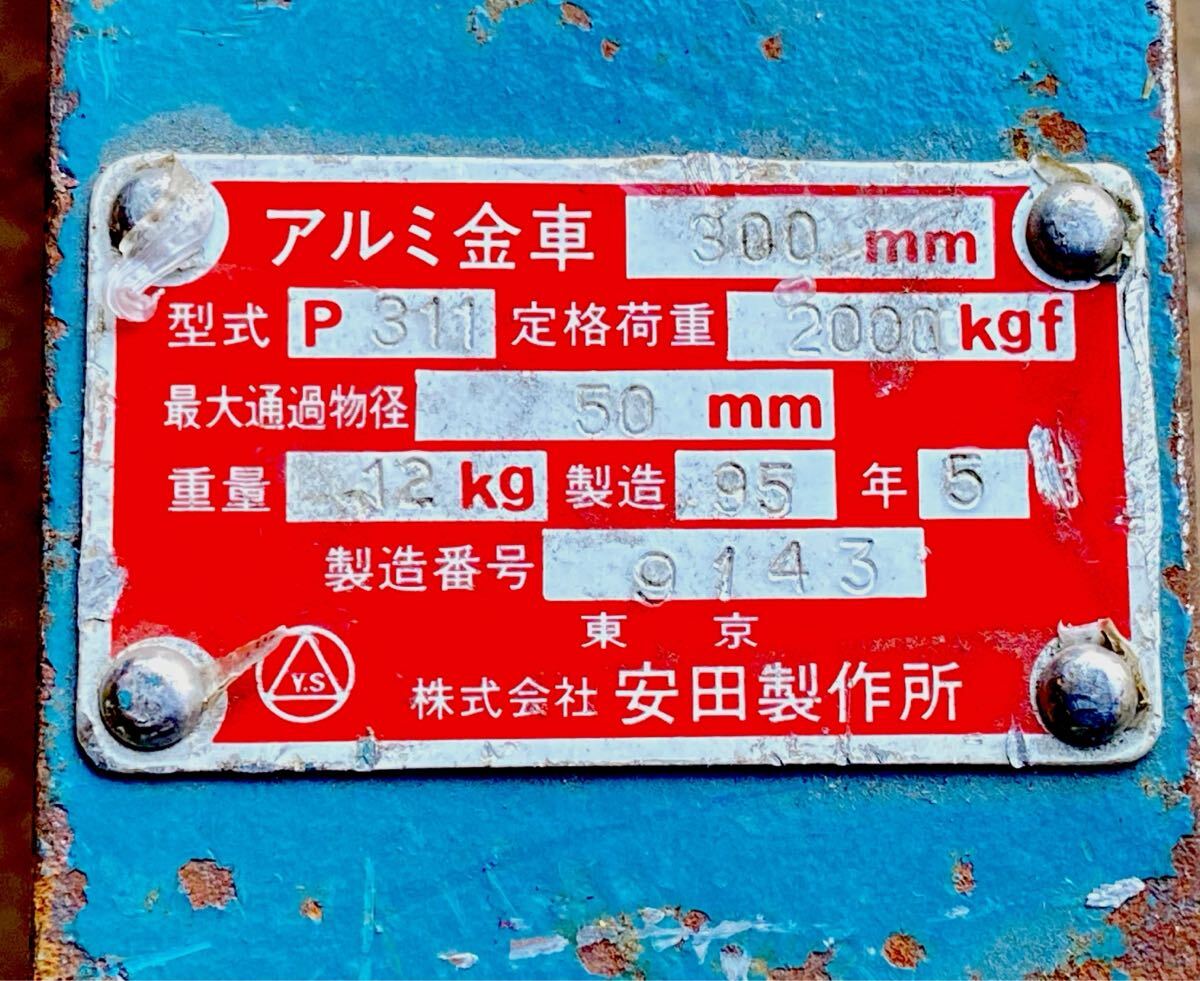 アルミ金車 300 mm
型式 P 311 定格荷重 2000 kgf
最大通過物径 50 mm
重量 12 kg 製造 95 年 5
製造番号 9143
東京
Y.S 株式会社 安田製作所